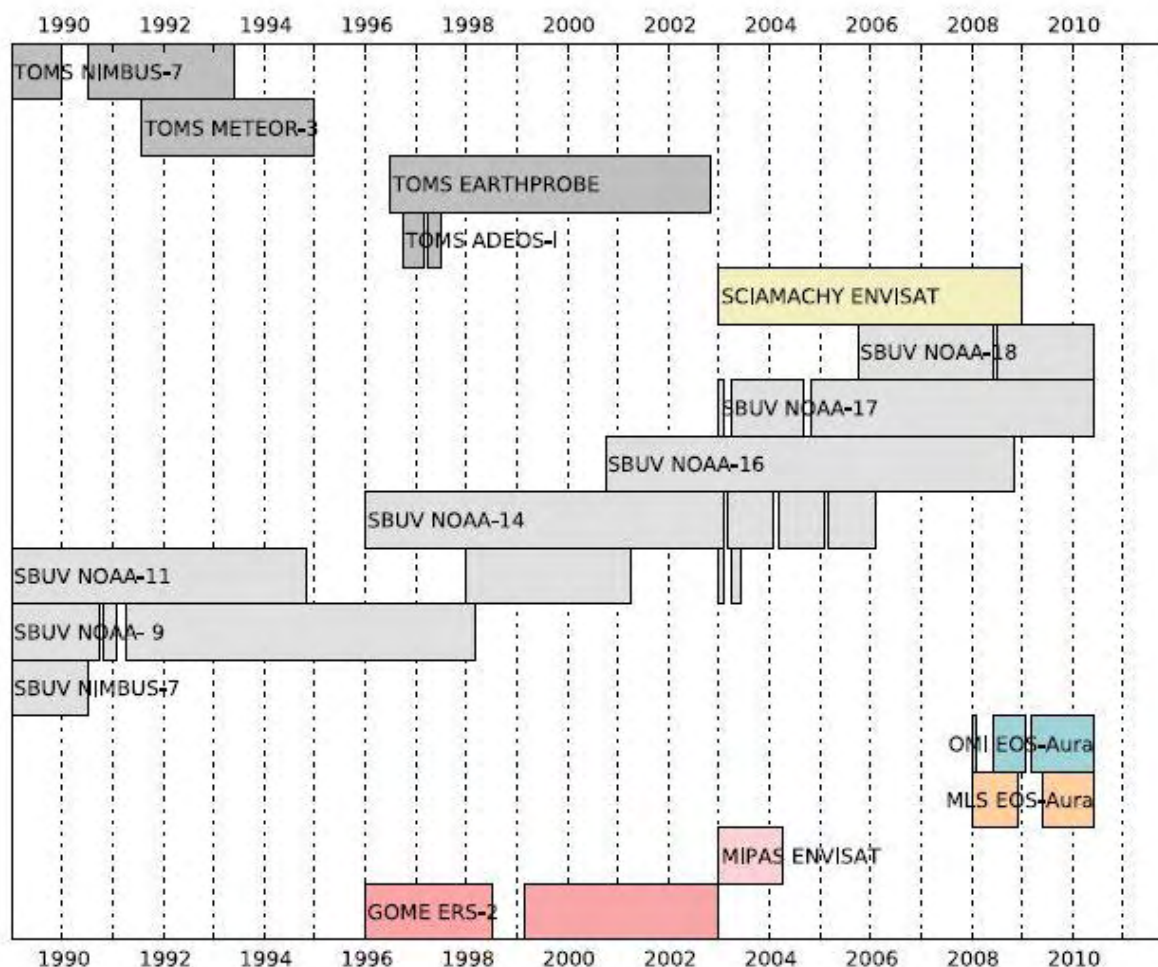 1990 1992 1994 1996 1998 2000 2002 2004 2006 2008 2010
TOMS NIMBUS-7
TOMS METEOR-3
TOMS EARTHPROBE
TOMS ADEOS-I
SCIAMACHY ENVISAT
SBUV NOAA-18
SBUV NOAA-17
SBUV NOAA-16
SBUV NOAA-14
SBUV NOAA-11
SBUV NOAA- 9
SBUV NIMBUS-7
OMI EOS-Aura
MLS EOS-Aura
MIPAS ENVISAT
GOME ERS-2
1990 1992 1994 1996 1998 2000 2002 2004 2006 2008 2010